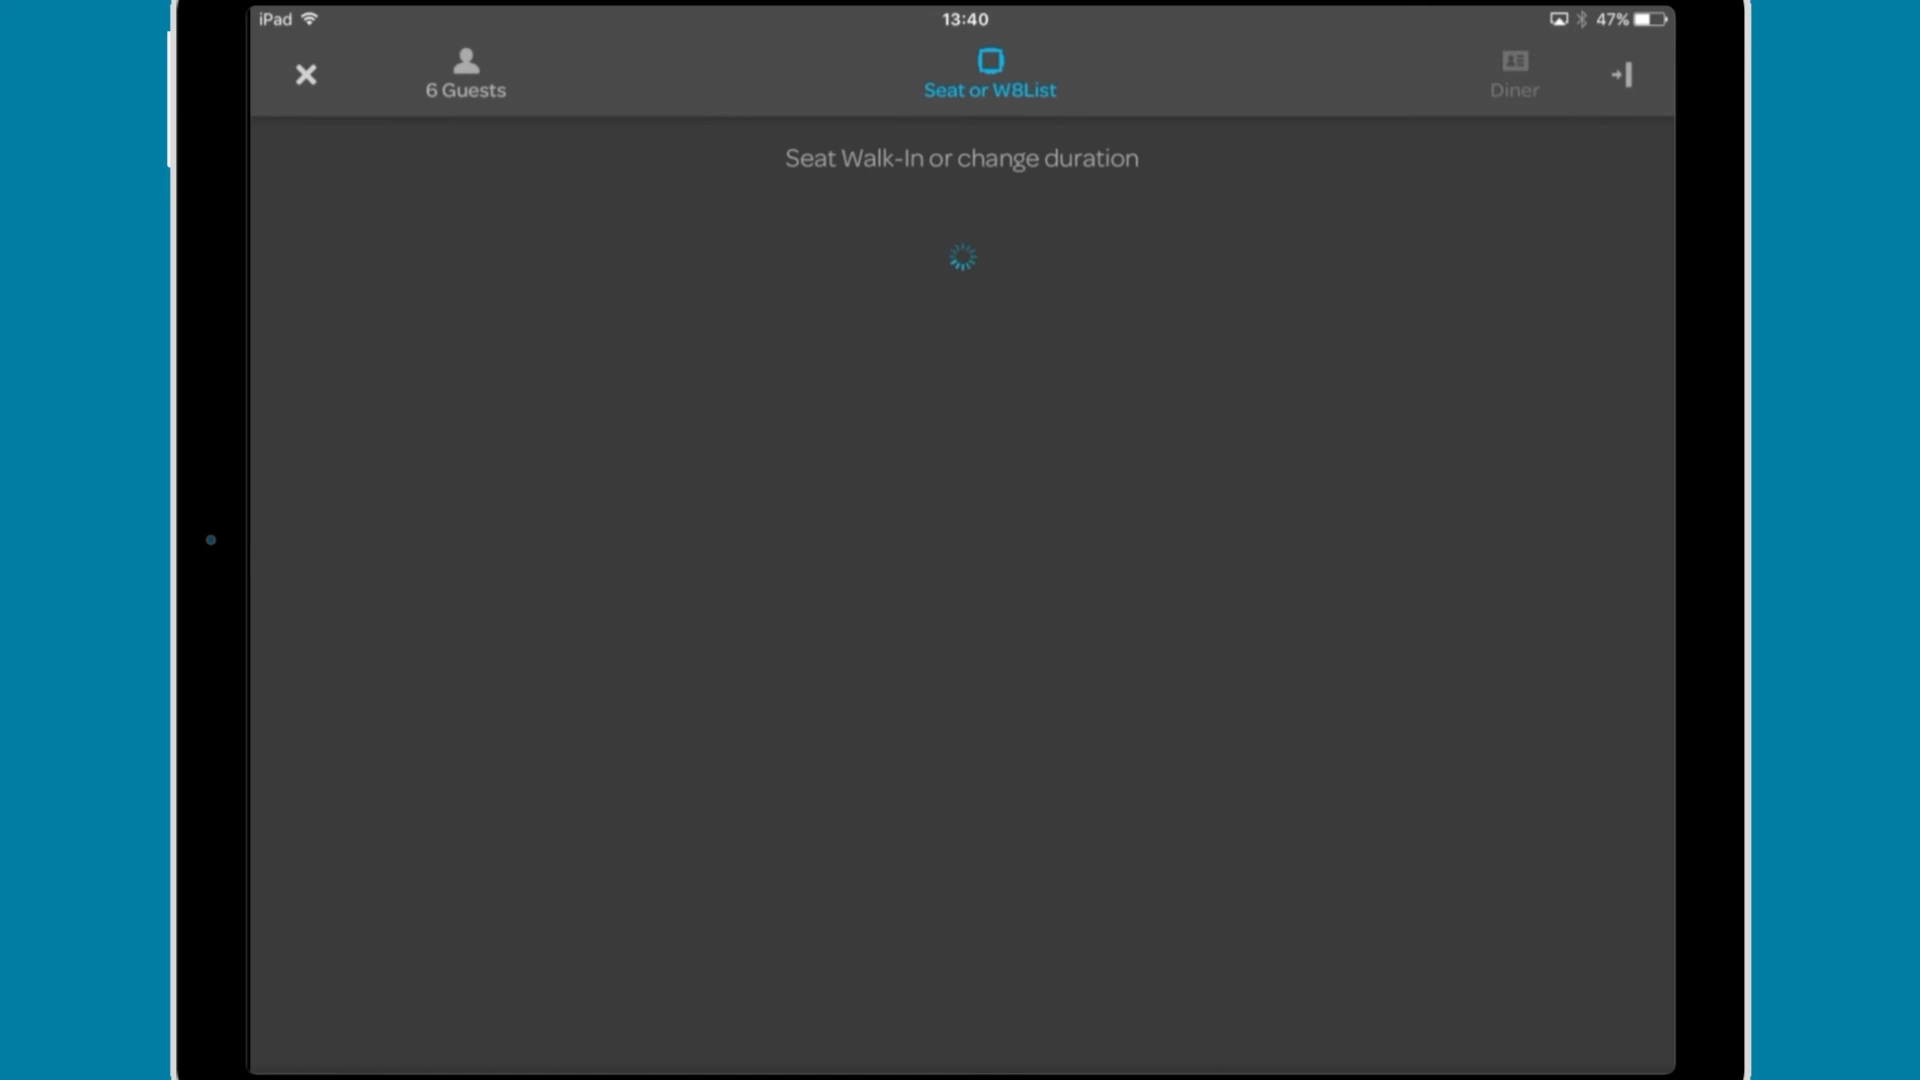 iPad
13:40
47%
6 Guests
Seat or W8List
Diner
Seat Walk-In or change duration